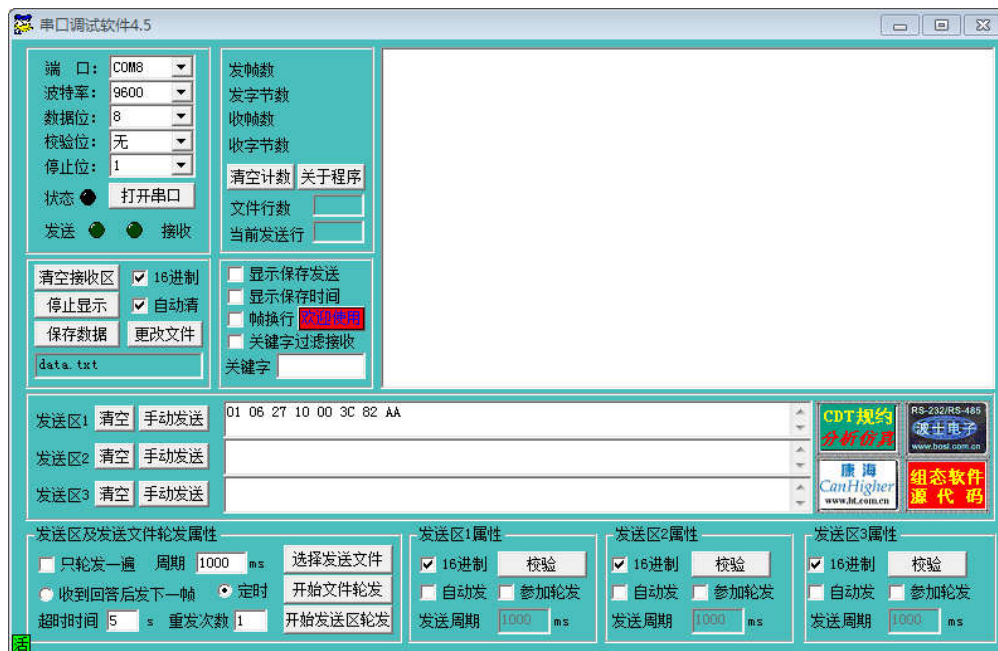 串口调试软件4.5
端 口： COM8
波特率： 9600
数据位： 8
校验位： 无
停止位： 1
状态 打开串口
发送 接收
发帧数
发字节数
收帧数
收字节数
清空计数 关于程序
文件行数
当前发送行
清空接收区 16进制
停止显示 自动清
保存数据 更改文件
data.txt
显示保存发送
显示保存时间
帧换行 欢迎使用
关键字过滤接收
关键字
发送区1 清空 手动发送 01 06 27 10 00 3C 82 AA
发送区2 清空 手动发送
发送区3 清空 手动发送
CDT规约
分析仿真
RS-232/RS-485
波士电子
www.bosi.com.cn
康海
CanHigher
www.ht.com.cn
组态软件
源代码
发送区及发送文件轮发属性
只轮发一遍 周期 1000 ms 选择发送文件
收到回答后发下一帧 定时 开始文件轮发
超时时间 5 s 重发次数 1 开始发送区轮发
发送区1属性
16进制 校验
自动发 参加轮发
发送周期 1000 ms
发送区2属性
16进制 校验
自动发 参加轮发
发送周期 1000 ms
发送区3属性
16进制 校验
自动发 参加轮发
发送周期 1000 ms
活